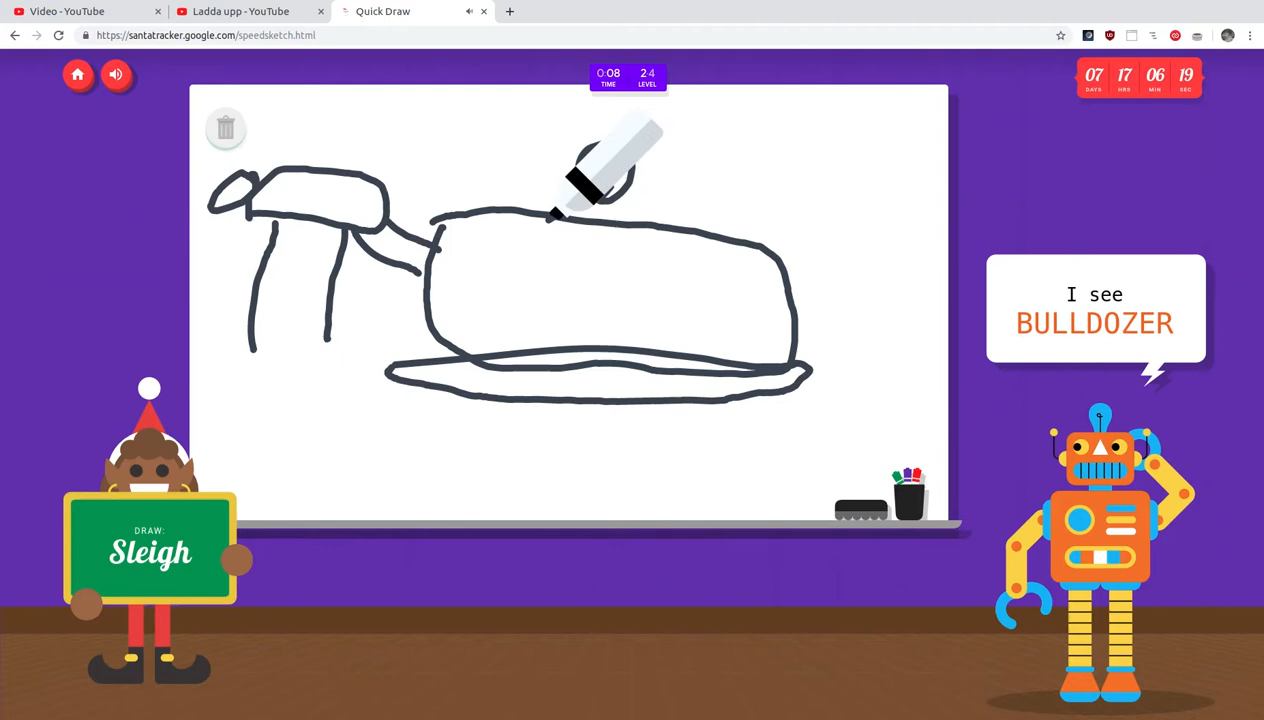 Video - YouTube
Ladda upp - YouTube
Quick Draw
https://santatracker.google.com/speedsketch.html
0:08
TIME
24
LEVEL
07
DAYS
17
HRS
06
MIN
19
SEC
I see
BULLDOZER
DRAW:
Sleigh